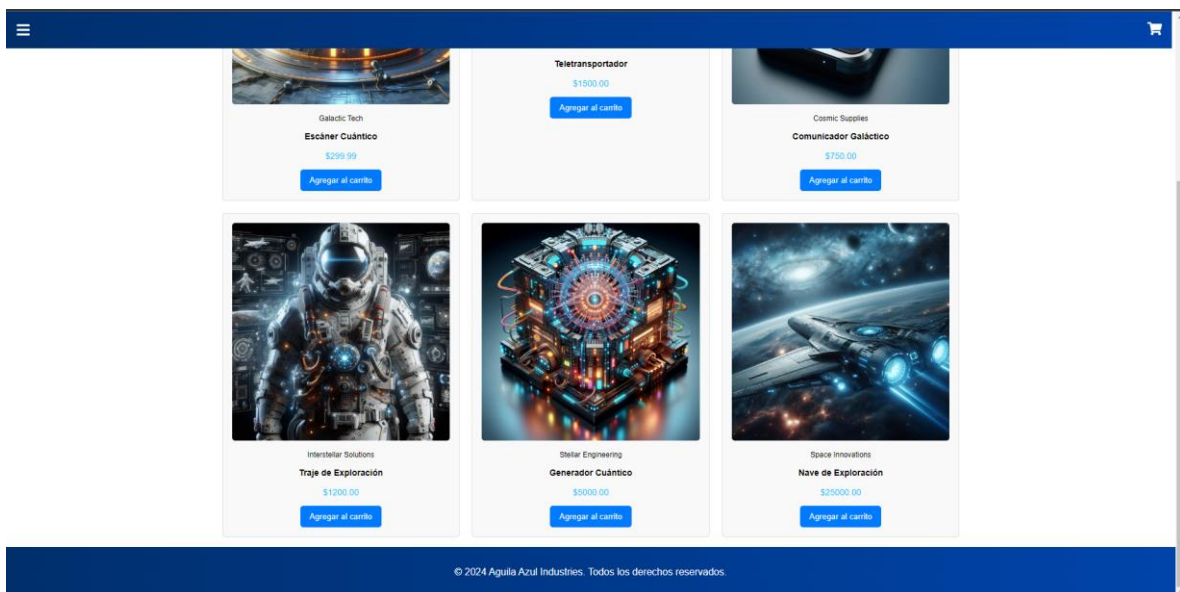 Teletransportador
$1500.00
Agregar al carrito
Galactic Tech
Escáner Cuántico
$299.99
Agregar al carrito
Cosmic Supplies
Comunicador Galáctico
$750.00
Agregar al carrito
Interstellar Solutions
Traje de Exploración
$1200.00
Agregar al carrito
Stellar Engineering
Generador Cuántico
$5000.00
Agregar al carrito
Space Innovations
Nave de Exploración
$25000.00
Agregar al carrito
© 2024 Aguila Azul Industries. Todos los derechos reservados.